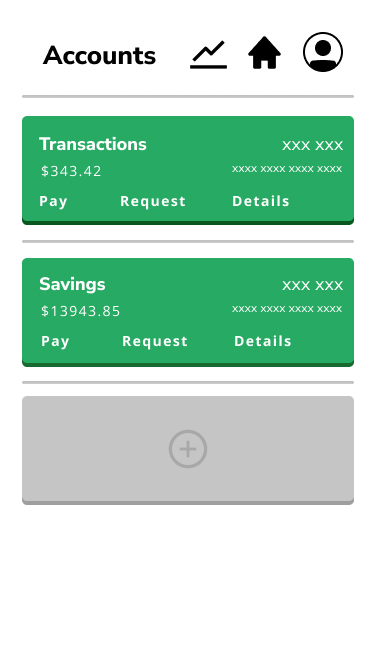 Accounts
Transactions xxx xxx
$343.42 xxxx xxxx xxxx xxxx
Pay Request Details
Savings xxx xxx
$13943.85 xxxx xxxx xxxx xxxx
Pay Request Details